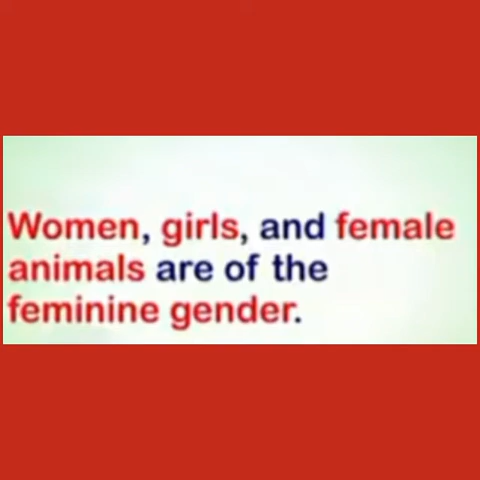 Women, girls, and female
animals are of the
feminine gender.